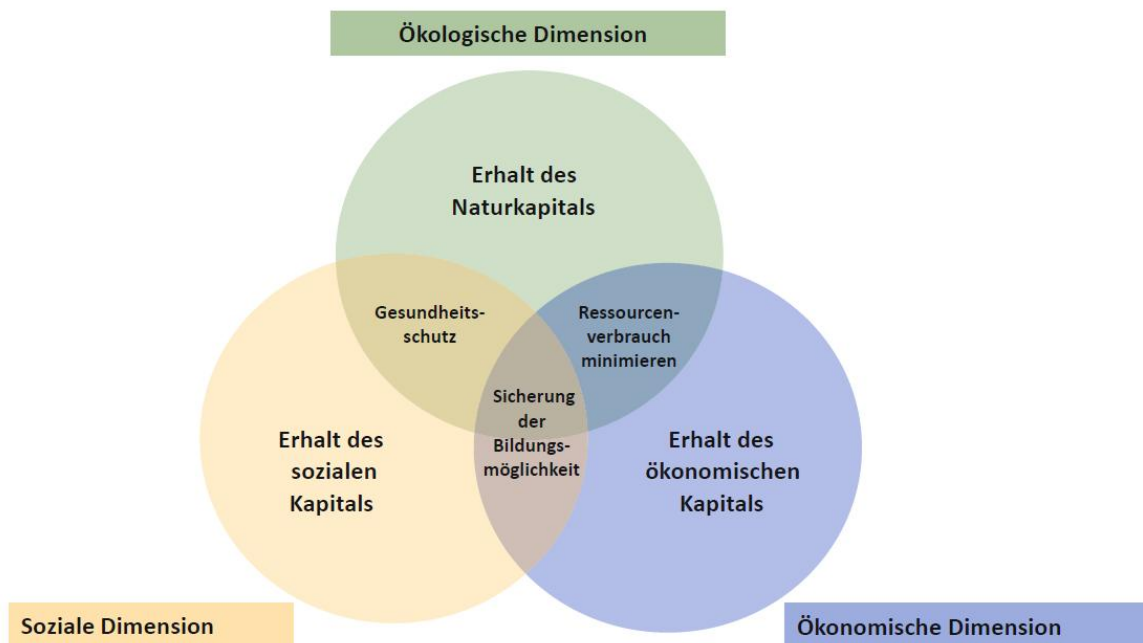 Ökologische Dimension
Erhalt des
Naturkapitals
Gesundheits-
schutz
Ressourcen-
verbrauch
minimieren
Sicherung
der
Bildungs-
möglichkeit
Erhalt des
sozialen
Kapitals
Erhalt des
ökonomischen
Kapitals
Soziale Dimension
Ökonomische Dimension